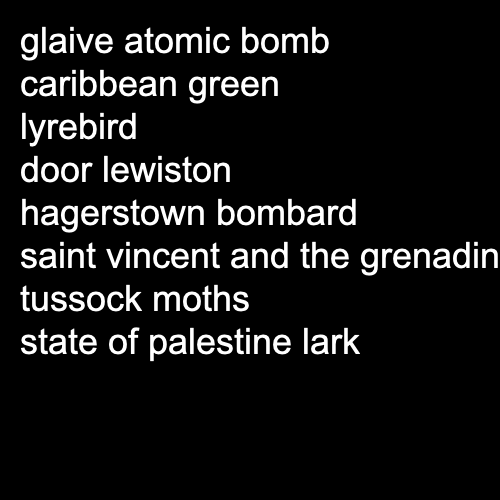 glaive atomic bomb
caribbean green
lyrebird
door lewiston
hagerstown bombard
saint vincent and the grenadin
tussock moths
state of palestine lark